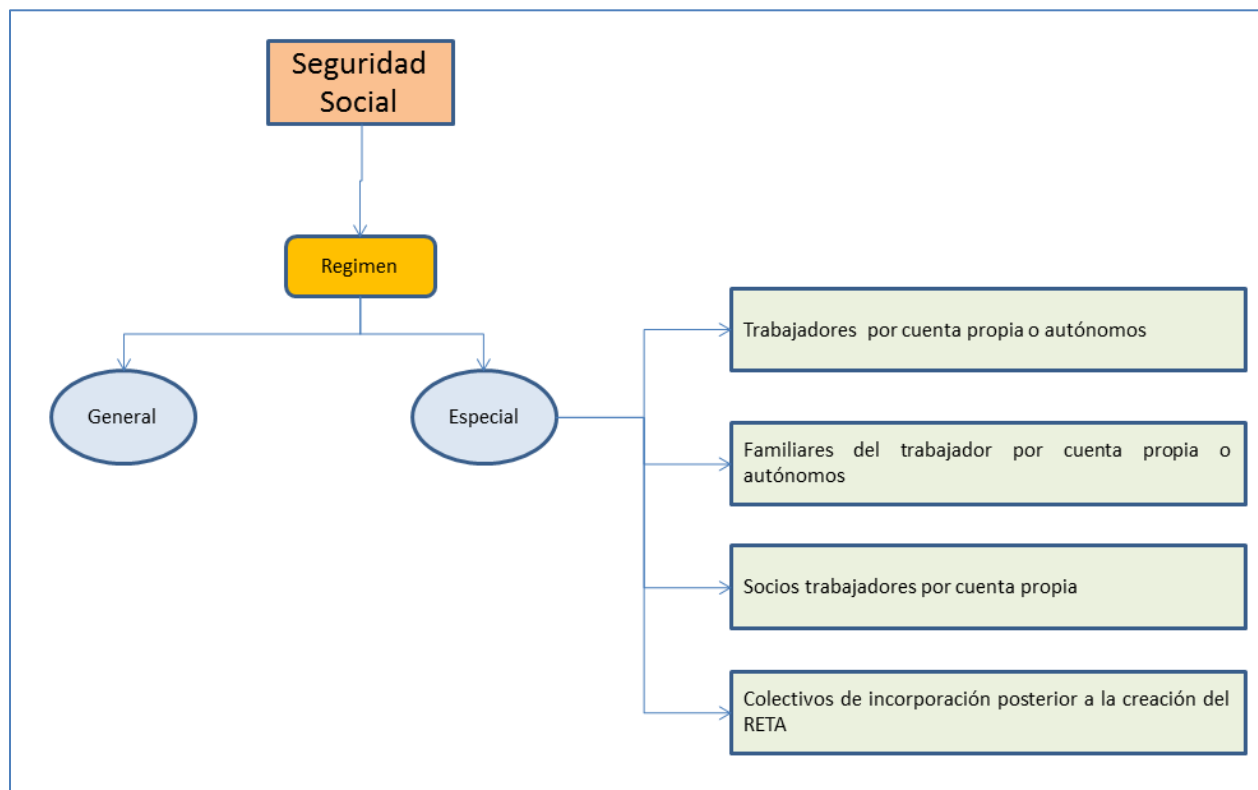 Seguridad
Social
Regimen
General
Especial
Trabajadores por cuenta propia o autónomos
Familiares del trabajador por cuenta propia o
autónomos
Socios trabajadores por cuenta propia
Colectivos de incorporación posterior a la creación del
RETA